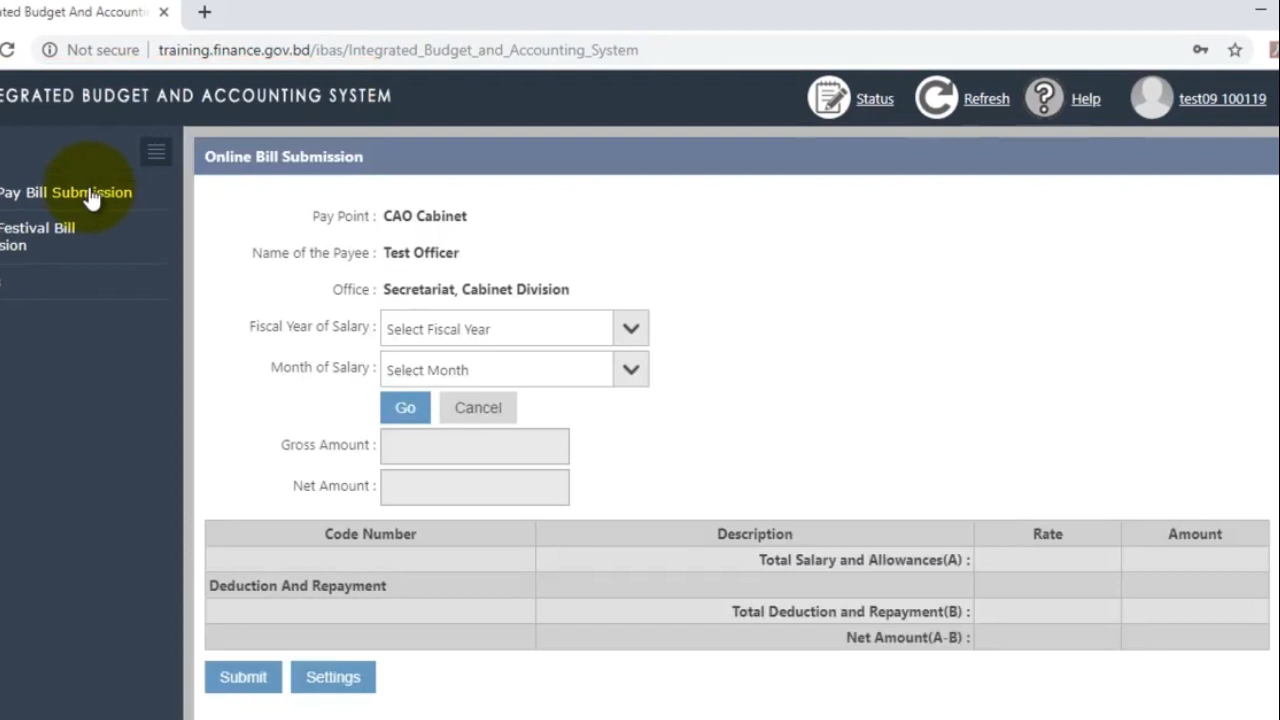 ted Budget And Account
Not secure
training.finance.gov.bd/ibas/Integrated_Budget_and_Accounting_System
EGRATED BUDGET AND ACCOUNTING SYSTEM
Status
Refresh
Help
test09 100119
Pay Bill Submission
Festival Bill
sion
Online Bill Submission
Pay Point : CAO Cabinet
Name of the Payee : Test Officer
Office : Secretariat, Cabinet Division
Fiscal Year of Salary : Select Fiscal Year
Month of Salary : Select Month
Go Cancel
Gross Amount :
Net Amount :
Code Number Description Rate Amount
Total Salary and Allowances(A) :
Deduction And Repayment
Total Deduction and Repayment(B) :
Net Amount(A-B) :
Submit Settings